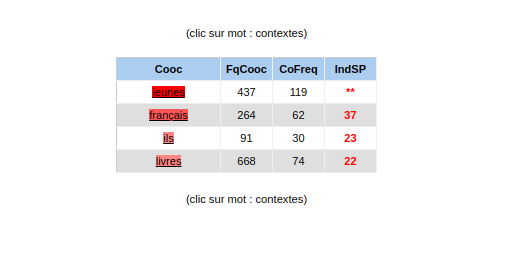 (clic sur mot : contextes)
Cooc FqCooc CoFreq IndSP
jeunes 437 119 **
français 264 62 37
ils 91 30 23
livres 668 74 22
(clic sur mot : contextes)